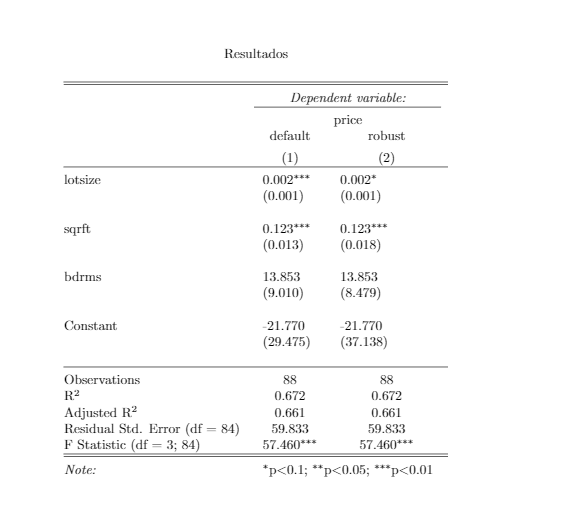 Resultados
Dependent variable:
price
default robust
(1) (2)
lotsize 0.002*** 0.002*
(0.001) (0.001)
sqrft 0.123*** 0.123***
(0.013) (0.018)
bdrms 13.853 13.853
(9.010) (8.479)
Constant -21.770 -21.770
(29.475) (37.138)
Observations 88 88
R² 0.672 0.672
Adjusted R² 0.661 0.661
Residual Std. Error (df = 84) 59.833 59.833
F Statistic (df = 3; 84) 57.460*** 57.460***
Note: *p<0.1; **p<0.05; ***p<0.01